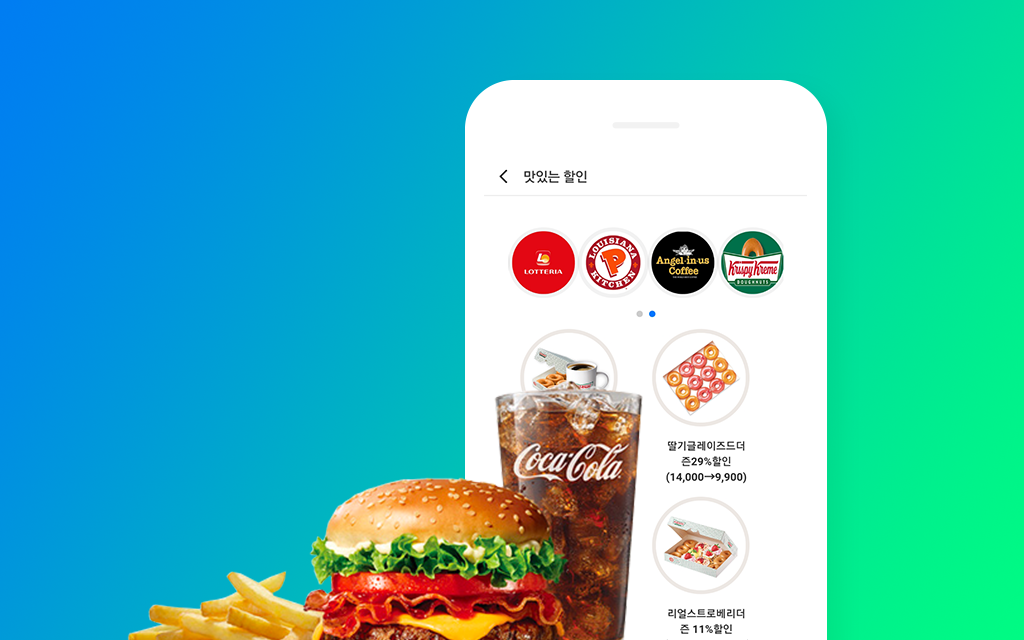 맛있는 할인
LOTTERIA
LOUISIANA
KITCHEN
Angel-in-us
Coffee
Krispy Kreme
DOUGHNUTS
Coca-Cola
딸기글레이즈드더
즌29%할인
(14,000→9,900)
리얼스트로베리더
즌 11%할인